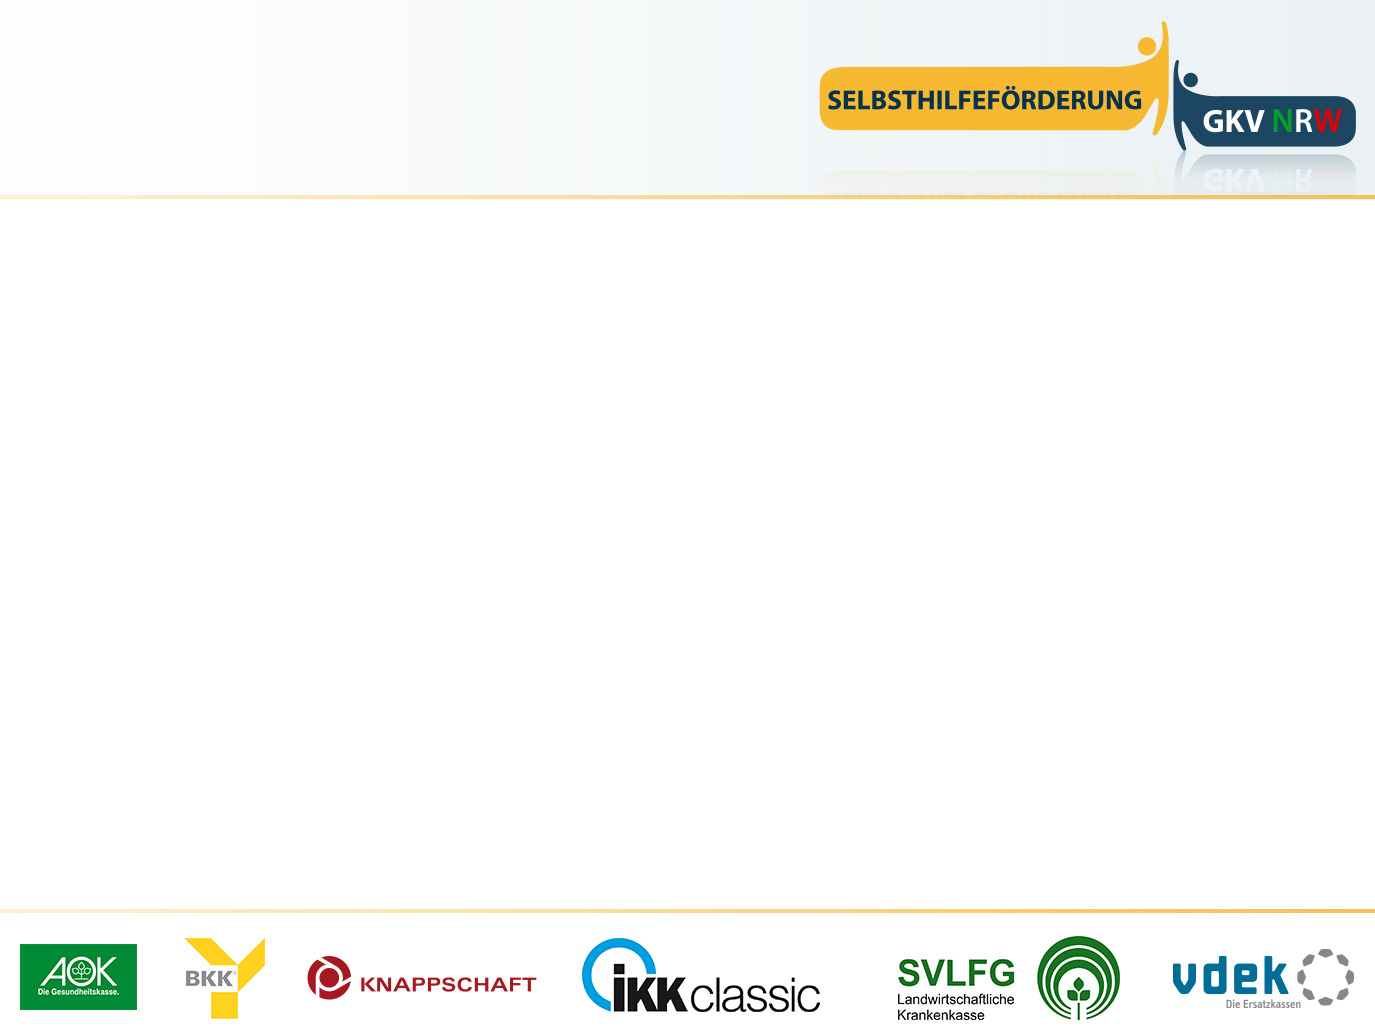 SELBSTHILFEFÖRDERUNG
GKV NRW
AOK
Die Gesundheitskasse.
BKK
KNAPPSCHAFT
iKK classic
SVLFG
Landwirtschaftliche
Krankenkasse
vdek
Die Ersatzkassen